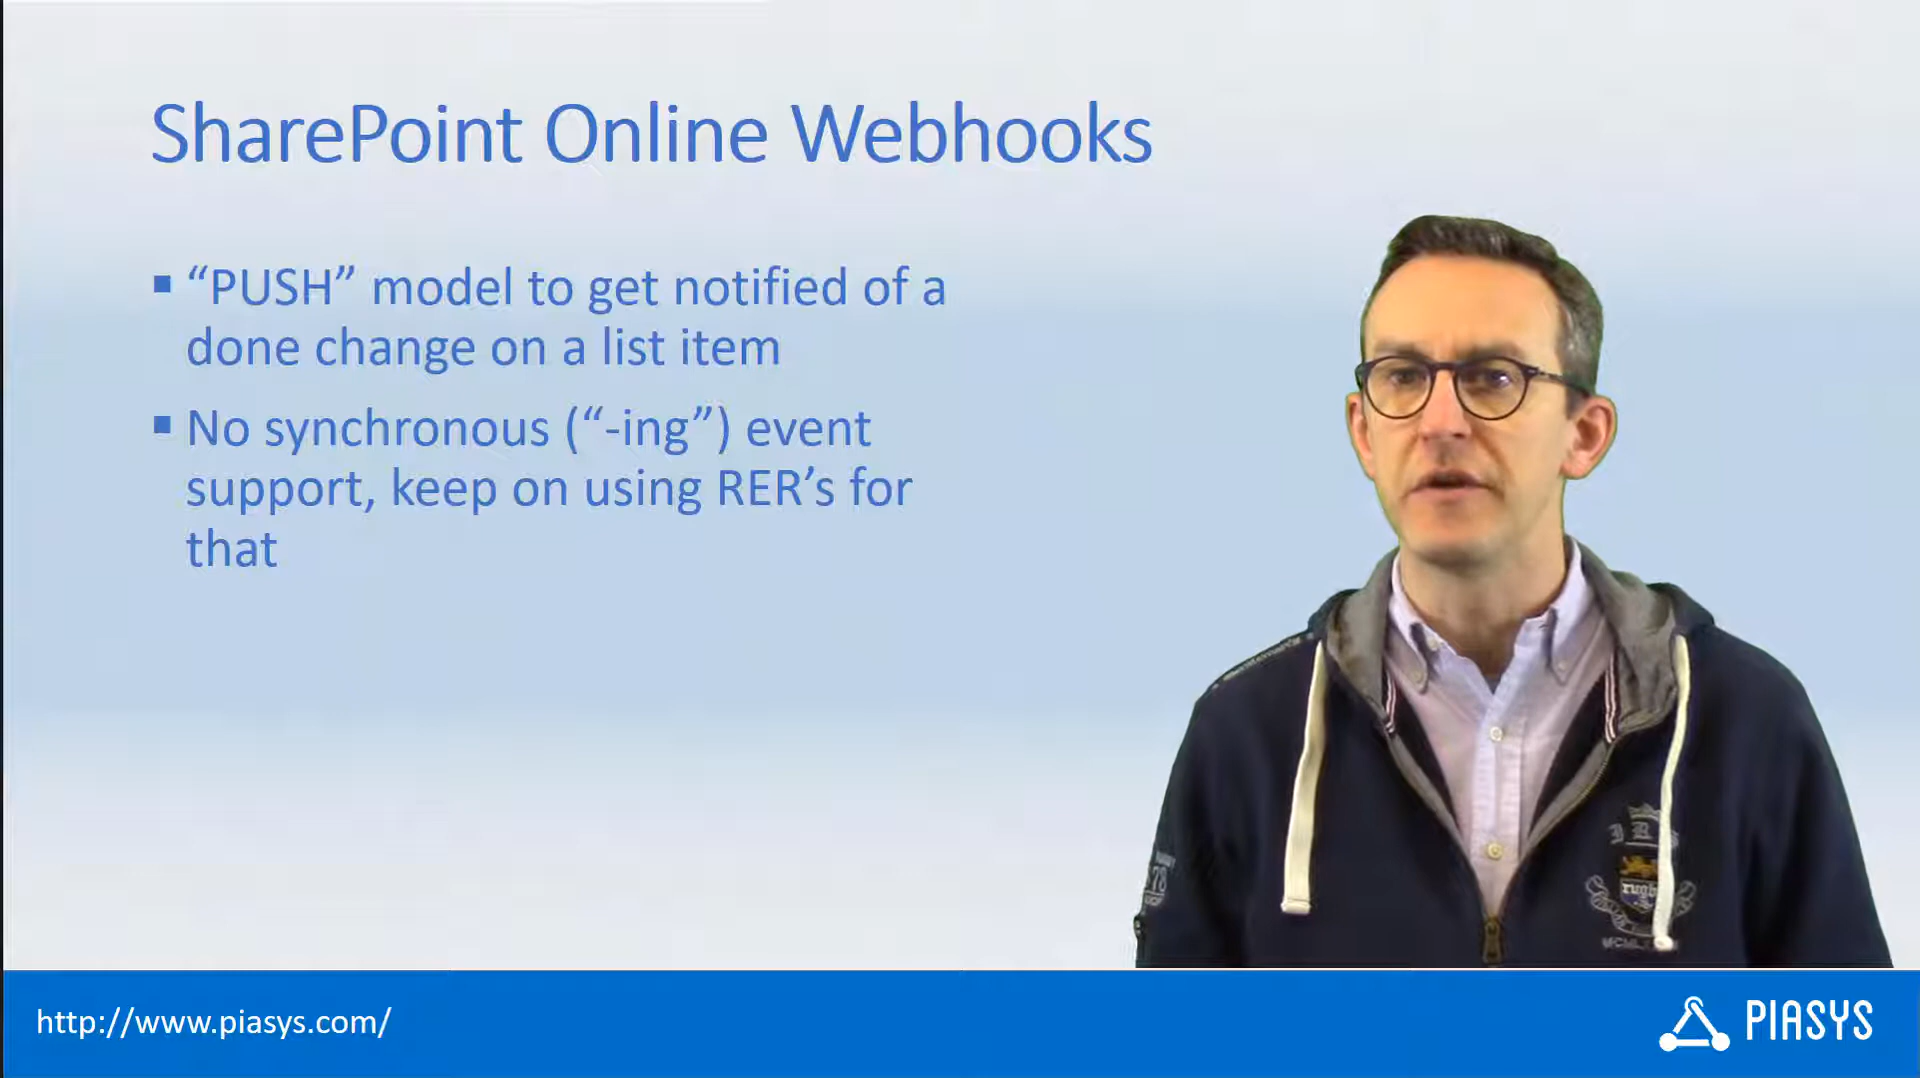 SharePoint Online Webhooks
▪ “PUSH” model to get notified of a
done change on a list item
▪ No synchronous (“-ing”) event
support, keep on using RER’s for
that
78
http://www.piasys.com/
PIASYS